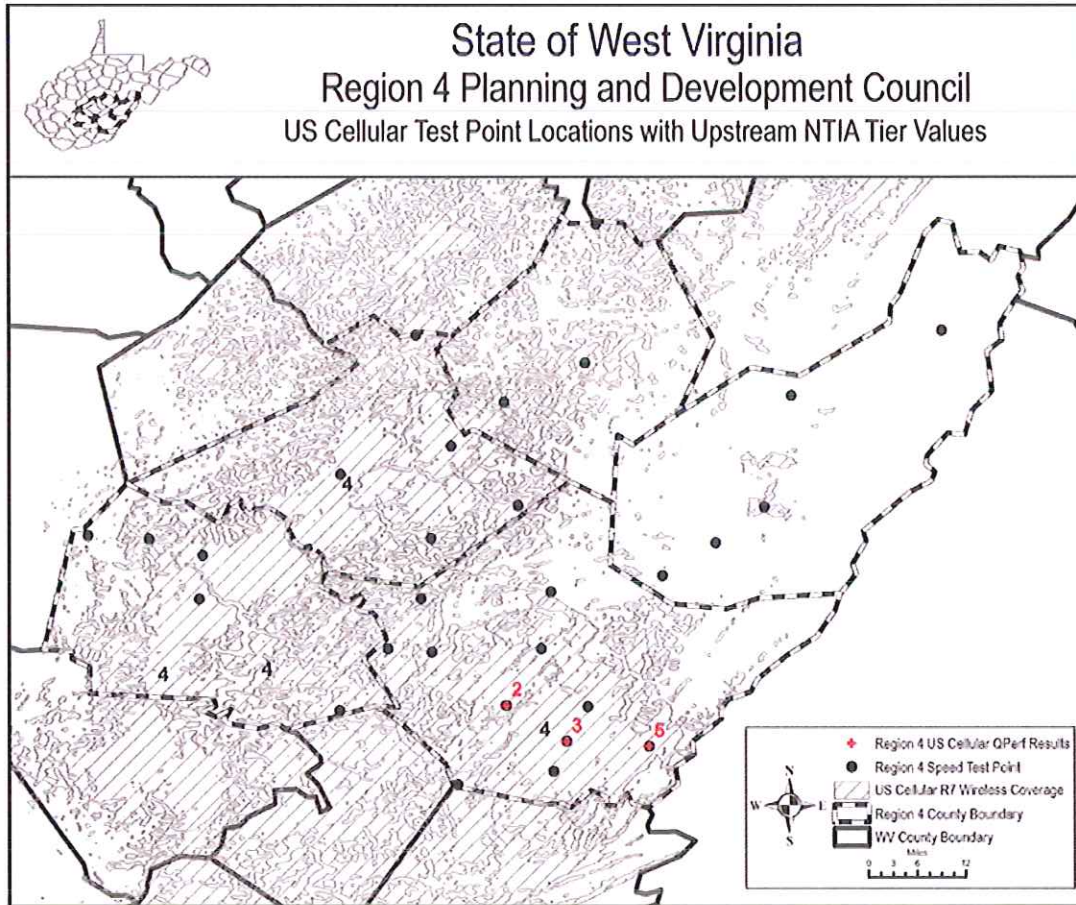 State of West Virginia
Region 4 Planning and Development Council
US Cellular Test Point Locations with Upstream NTIA Tier Values
4
4
4
2
4
3
5
Region 4 US Cellular QPerf Results
Region 4 Speed Test Point
US Cellular R7 Wireless Coverage
Region 4 County Boundary
WV County Boundary
N
W E
S
Miles
0 3 6 12